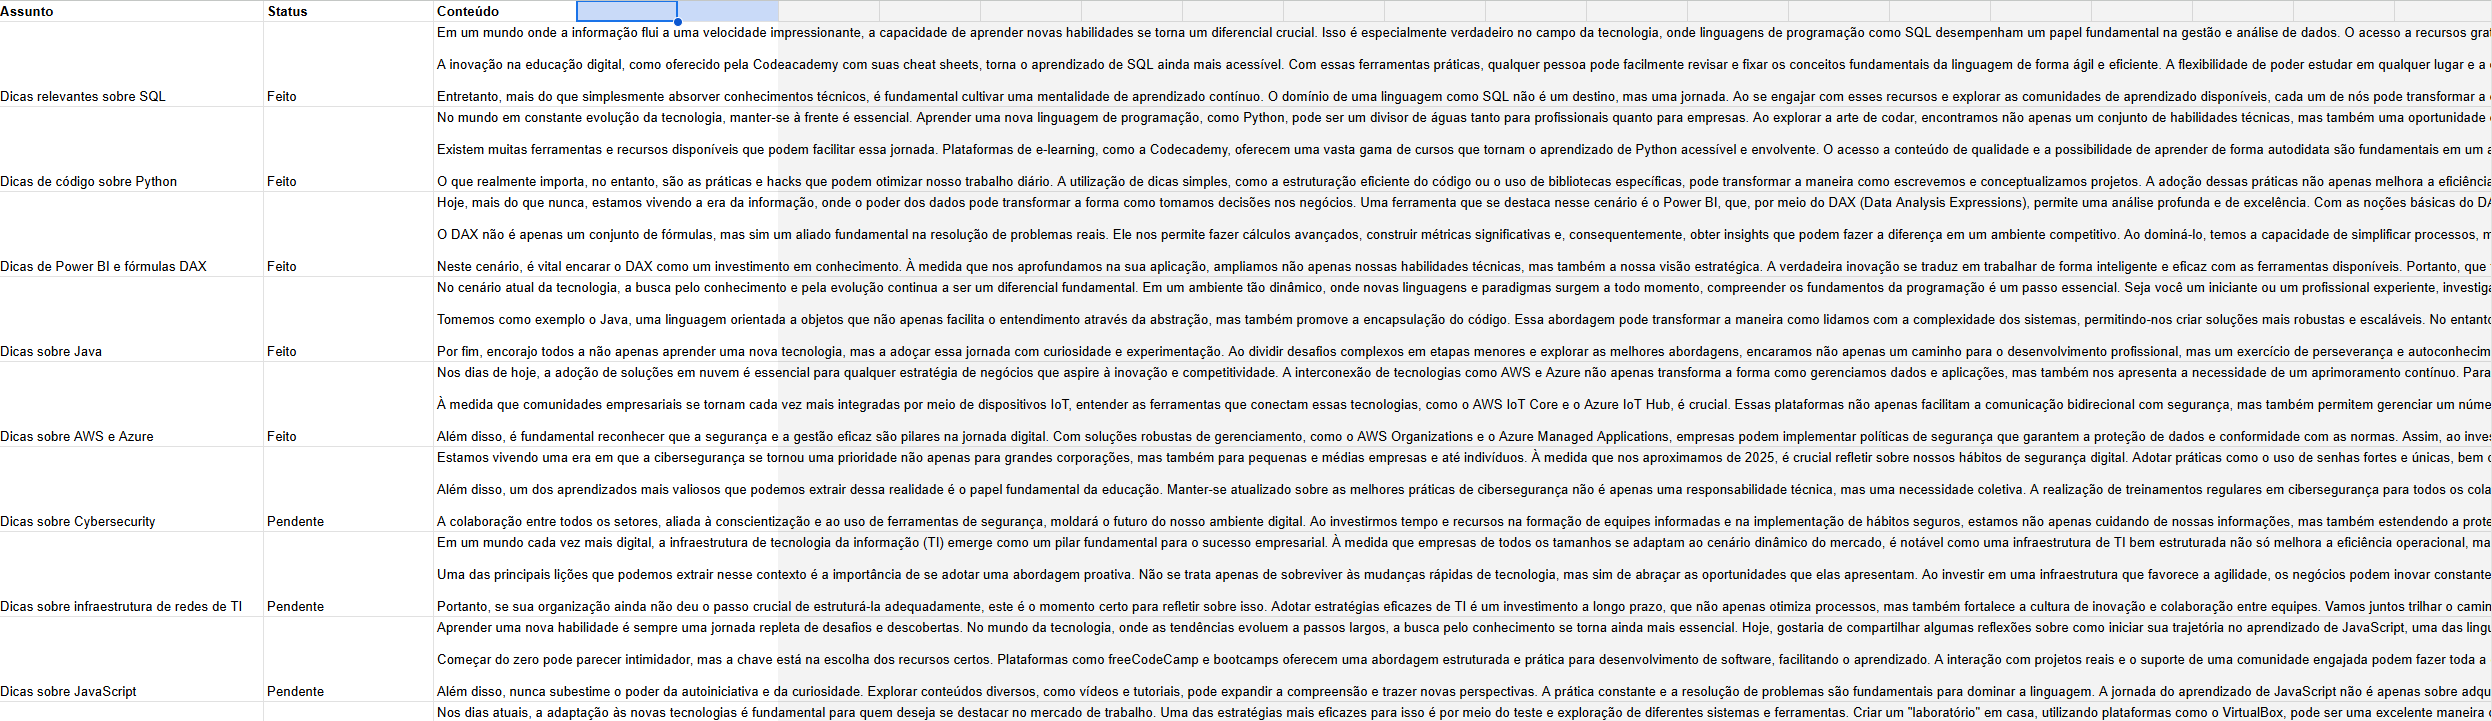 Assunto Status Conteúdo
Em um mundo onde a informação flui a uma velocidade impressionante, a capacidade de aprender novas habilidades se torna um diferencial crucial. Isso é especialmente verdadeiro no campo da tecnologia, onde linguagens de programação como SQL desempenham um papel fundamental na gestão e análise de dados. O acesso a recursos
A inovação na educação digital, como oferecido pela Codeacademy com suas cheat sheets, torna o aprendizado de SQL ainda mais acessível. Com essas ferramentas práticas, qualquer pessoa pode facilmente revisar e fixar os conceitos fundamentais da linguagem de forma ágil e eficiente. A flexibilidade de poder estudar em qualquer lugar e a
Dicas relevantes sobre SQL Feito Entretanto, mais do que simplesmente absorver conhecimentos técnicos, é fundamental cultivar uma mentalidade de aprendizado contínuo. O domínio de uma linguagem como SQL não é um destino, mas uma jornada. Ao se engajar com esses recursos e explorar as comunidades de aprendizado disponíveis, cada um de nós pode transformar a
No mundo em constante evolução da tecnologia, manter-se à frente é essencial. Aprender uma nova linguagem de programação, como Python, pode ser um divisor de águas tanto para profissionais quanto para empresas. Ao explorar a arte de codar, encontramos não apenas um conjunto de habilidades técnicas, mas também uma oportunidade
Existem muitas ferramentas e recursos disponíveis que podem facilitar essa jornada. Plataformas de e-learning, como a Codecademy, oferecem uma vasta gama de cursos que tornam o aprendizado de Python acessível e envolvente. O acesso a conteúdo de qualidade e a possibilidade de aprender de forma autodidata são fundamentais em um
Dicas de código sobre Python Feito O que realmente importa, no entanto, são as práticas e hacks que podem otimizar nosso trabalho diário. A utilização de dicas simples, como a estruturação eficiente do código ou o uso de bibliotecas específicas, pode transformar a maneira como escrevemos e conceptualizamos projetos. A adoção dessas práticas não apenas melhora a
Hoje, mais do que nunca, estamos vivendo a era da informação, onde o poder dos dados pode transformar a forma como tomamos decisões nos negócios. Uma ferramenta que se destaca nesse cenário é o Power BI, que, por meio do DAX (Data Analysis Expressions), permite uma análise profunda e de excelência. Com as noções básicas do
O DAX não é apenas um conjunto de fórmulas, mas sim um aliado fundamental na resolução de problemas reais. Ele nos permite fazer cálculos avançados, construir métricas significativas e, consequentemente, obter insights que podem fazer a diferença em um ambiente competitivo. Ao dominá-lo, temos a capacidade de simplificar processos,
Dicas de Power BI e fórmulas DAX Feito Neste cenário, é vital encarar o DAX como um investimento em conhecimento. À medida que nos aprofundamos na sua aplicação, ampliamos não apenas nossas habilidades técnicas, mas também a nossa visão estratégica. A verdadeira inovação se traduz em trabalhar de forma inteligente e eficaz com as ferramentas disponíveis. Portanto, que
No cenário atual da tecnologia, a busca pelo conhecimento e pela evolução continua a ser um diferencial fundamental. Em um ambiente tão dinâmico, onde novas linguagens e paradigmas surgem a todo momento, compreender os fundamentos da programação é um passo essencial. Seja você um iniciante ou um profissional experiente,
Tomemos como exemplo o Java, uma linguagem orientada a objetos que não apenas facilita o entendimento através da abstração, mas também promove a encapsulação do código. Essa abordagem pode transformar a maneira como lidamos com a complexidade dos sistemas, permitindo-nos criar soluções mais robustas e escaláveis. No
Dicas sobre Java Feito Por fim, encorajo todos a não apenas aprender uma nova tecnologia, mas a adoçar essa jornada com curiosidade e experimentação. Ao dividir desafios complexos em etapas menores e explorar as melhores abordagens, encaramos não apenas um caminho para o desenvolvimento profissional, mas um exercício de perseverança e
Nos dias de hoje, a adoção de soluções em nuvem é essencial para qualquer estratégia de negócios que aspire à inovação e competitividade. A interconexão de tecnologias como AWS e Azure não apenas transforma a forma como gerenciamos dados e aplicações, mas também nos apresenta a necessidade de um aprimoramento contínuo. Para
À medida que comunidades empresariais se tornam cada vez mais integradas por meio de dispositivos IoT, entender as ferramentas que conectam essas tecnologias, como o AWS IoT Core e o Azure IoT Hub, é crucial. Essas plataformas não apenas facilitam a comunicação bidirecional com segurança, mas também permitem gerenciar um
Dicas sobre AWS e Azure Feito Além disso, é fundamental reconhecer que a segurança e a gestão eficaz são pilares na jornada digital. Com soluções robustas de gerenciamento, como o AWS Organizations e o Azure Managed Applications, empresas podem implementar políticas de segurança que garantem a proteção de dados e conformidade com as normas. Assim, ao
Estamos vivendo uma era em que a cibersegurança se tornou uma prioridade não apenas para grandes corporações, mas também para pequenas e médias empresas e até indivíduos. À medida que nos aproximamos de 2025, é crucial refletir sobre nossos hábitos de segurança digital. Adotar práticas como o uso de senhas fortes e únicas, bem
Além disso, um dos aprendizados mais valiosos que podemos extrair dessa realidade é o papel fundamental da educação. Manter-se atualizado sobre as melhores práticas de cibersegurança não é apenas uma responsabilidade técnica, mas uma necessidade coletiva. A realização de treinamentos regulares em cibersegurança para todos os
Dicas sobre Cybersecurity Pendente A colaboração entre todos os setores, aliada à conscientização e ao uso de ferramentas de segurança, moldará o futuro do nosso ambiente digital. Ao investirmos tempo e recursos na formação de equipes informadas e na implementação de hábitos seguros, estamos não apenas cuidando de nossas informações, mas também estendendo a
Em um mundo cada vez mais digital, a infraestrutura de tecnologia da informação (TI) emerge como um pilar fundamental para o sucesso empresarial. À medida que empresas de todos os tamanhos se adaptam ao cenário dinâmico do mercado, é notável como uma infraestrutura de TI bem estruturada não só melhora a eficiência operacional,
Uma das principais lições que podemos extrair nesse contexto é a importância de se adotar uma abordagem proativa. Não se trata apenas de sobreviver às mudanças rápidas de tecnologia, mas sim de abraçar as oportunidades que elas apresentam. Ao investir em uma infraestrutura que favorece a agilidade, os negócios podem inovar
Dicas sobre infraestrutura de redes de TI Pendente Portanto, se sua organização ainda não deu o passo crucial de estruturá-la adequadamente, este é o momento certo para refletir sobre isso. Adotar estratégias eficazes de TI é um investimento a longo prazo, que não apenas otimiza processos, mas também fortalece a cultura de inovação e colaboração entre equipes. Vamos juntos trilhar o
Aprender uma nova habilidade é sempre uma jornada repleta de desafios e descobertas. No mundo da tecnologia, onde as tendências evoluem a passos largos, a busca pelo conhecimento se torna ainda mais essencial. Hoje, gostaria de compartilhar algumas reflexões sobre como iniciar sua trajetória no aprendizado de JavaScript, uma das
Começar do zero pode parecer intimidador, mas a chave está na escolha dos recursos certos. Plataformas como freeCodeCamp e bootcamps oferecem uma abordagem estruturada e prática para desenvolvimento de software, facilitando o aprendizado. A interação com projetos reais e o suporte de uma comunidade engajada podem fazer toda a
Dicas sobre JavaScript Pendente Além disso, nunca subestime o poder da autoiniciativa e da curiosidade. Explorar conteúdos diversos, como vídeos e tutoriais, pode expandir a compreensão e trazer novas perspectivas. A prática constante e a resolução de problemas são fundamentais para dominar a linguagem. A jornada do aprendizado de JavaScript não é apenas sobre
Nos dias atuais, a adaptação às novas tecnologias é fundamental para quem deseja se destacar no mercado de trabalho. Uma das estratégias mais eficazes para isso é por meio do teste e exploração de diferentes sistemas e ferramentas. Criar um "laboratório" em casa, utilizando plataformas como o VirtualBox, pode ser uma excelente maneira